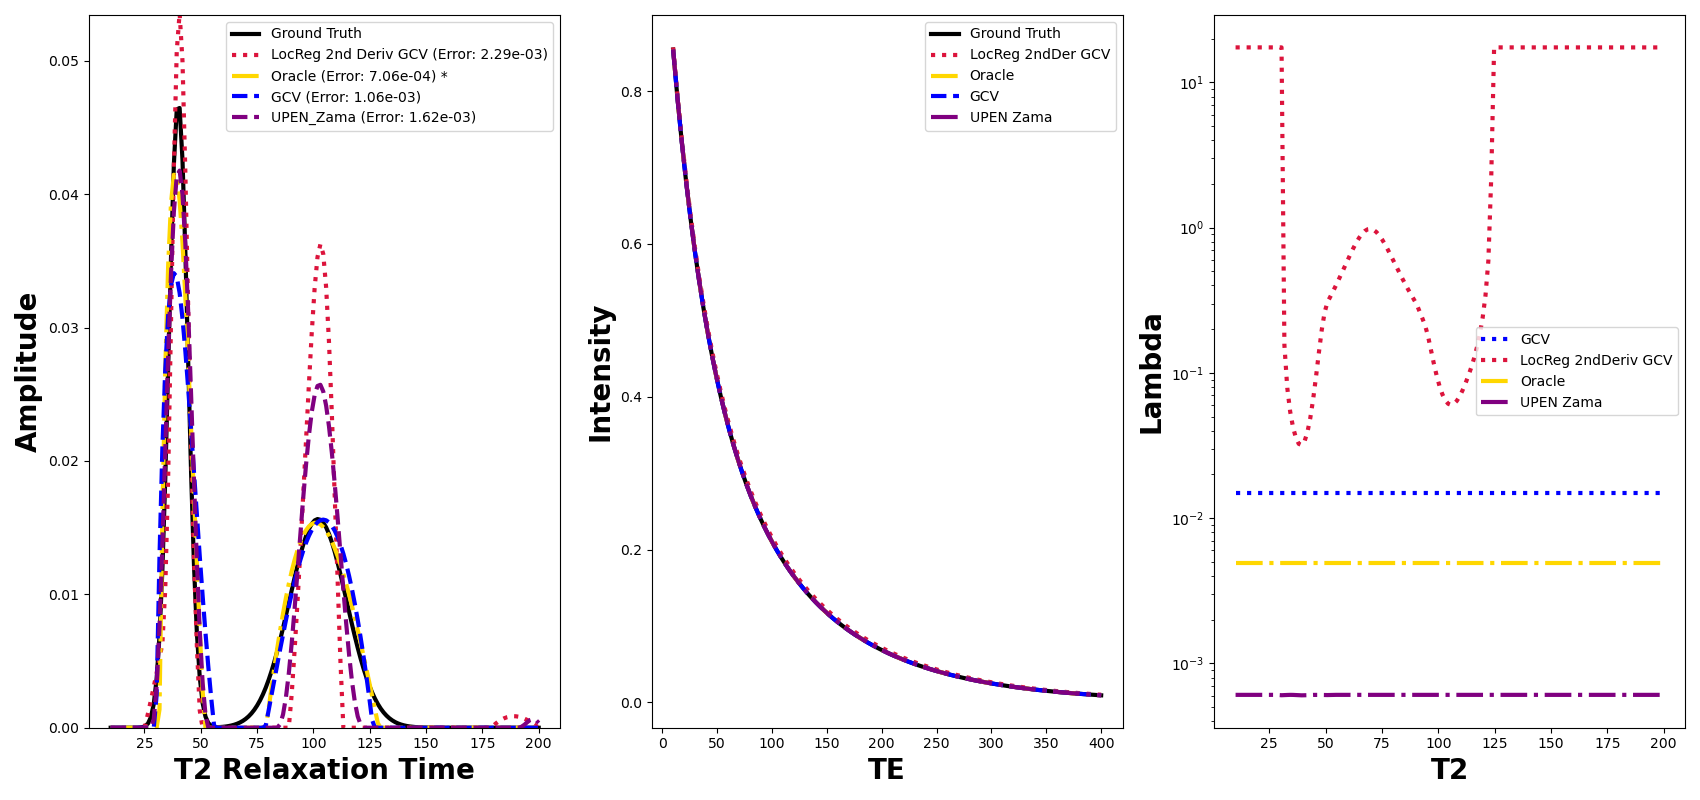 Amplitude
0.05
0.04
0.03
0.02
0.01
0.00
25 50 75 100 125 150 175 200
T2 Relaxation Time
Ground Truth
LocReg 2nd Deriv GCV (Error: 2.29e-03)
Oracle (Error: 7.06e-04) *
GCV (Error: 1.06e-03)
UPEN_Zama (Error: 1.62e-03)
Intensity
0.8
0.6
0.4
0.2
0.0
0 50 100 150 200 250 300 350 400
TE
Ground Truth
LocReg 2ndDer GCV
Oracle
GCV
UPEN Zama
Lambda
10¹
10⁰
10⁻¹
10⁻²
10⁻³
25 50 75 100 125 150 175 200
T2
GCV
LocReg 2ndDeriv GCV
Oracle
UPEN Zama